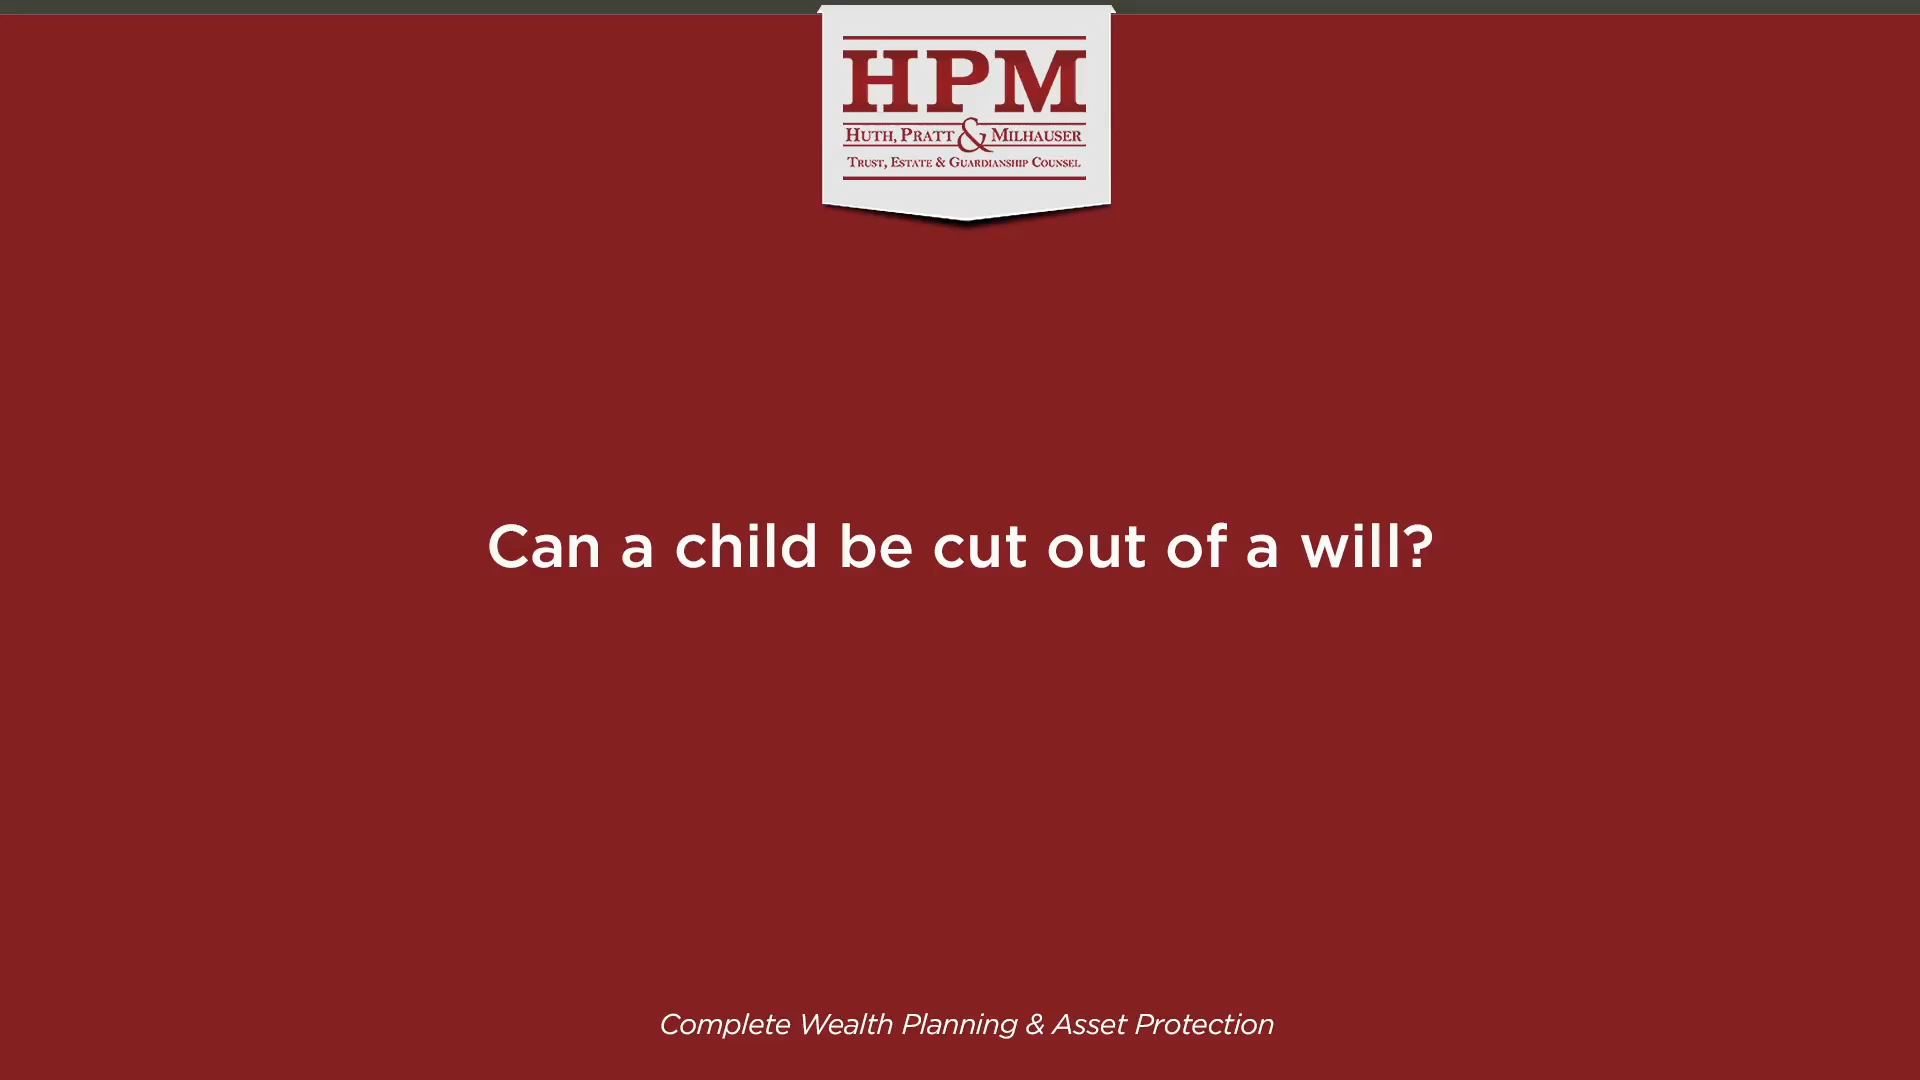 HPM
HUTH, PRATT & MILHAUSER
TRUST, ESTATE & GUARDIANSHIP COUNSEL
Can a child be cut out of a will?
Complete Wealth Planning & Asset Protection